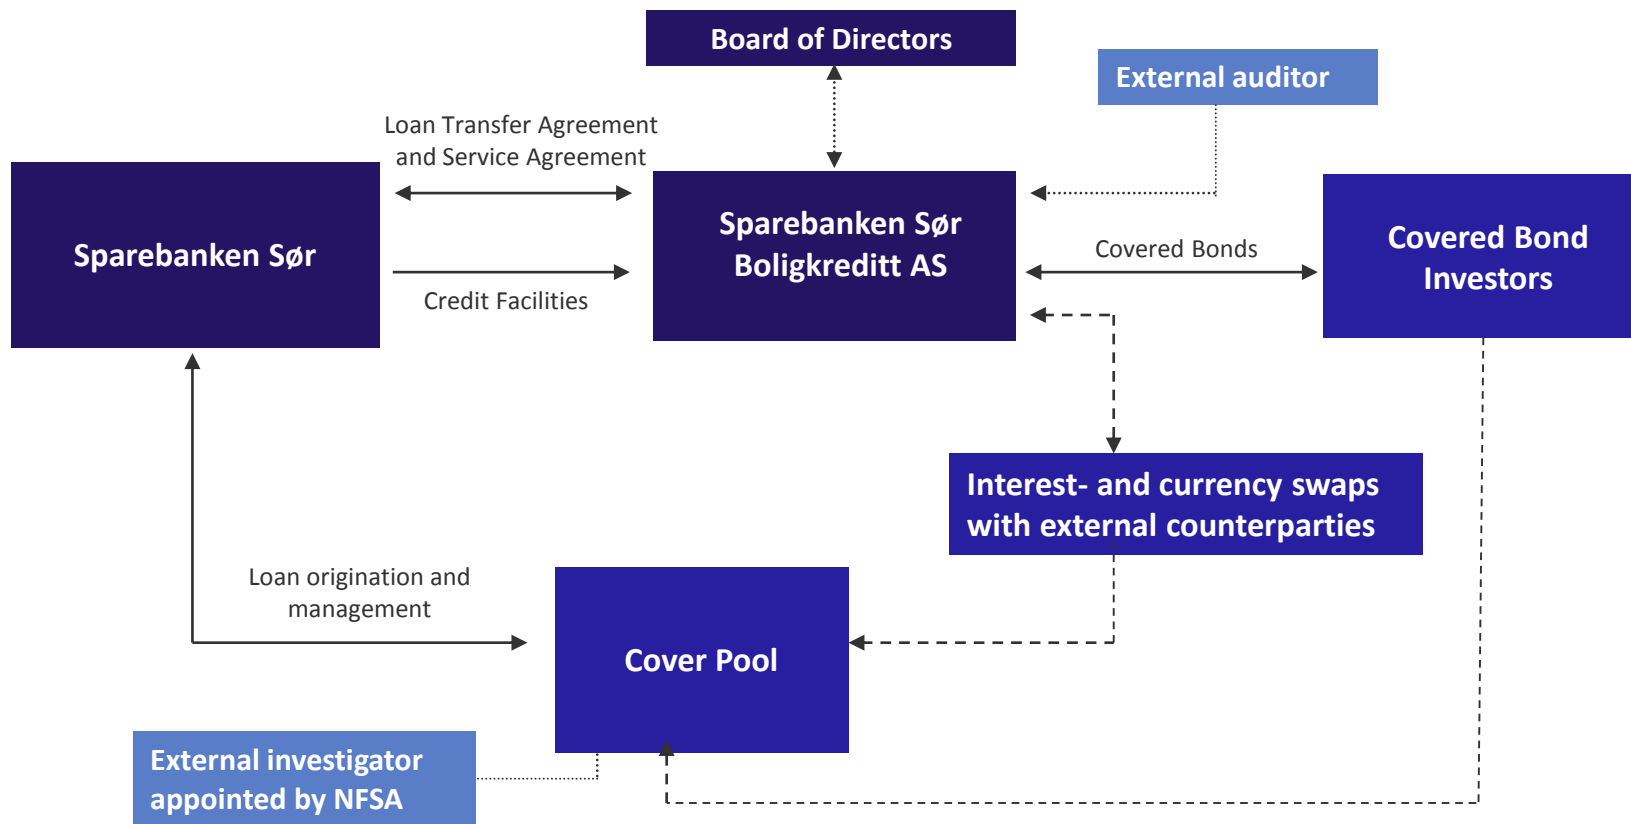 Board of Directors
External auditor
Loan Transfer Agreement
and Service Agreement
Sparebanken Sør
Sparebanken Sør
Boligkreditt AS
Covered Bonds
Covered Bond
Investors
Credit Facilities
Interest- and currency swaps
with external counterparties
Loan origination and
management
Cover Pool
External investigator
appointed by NFSA